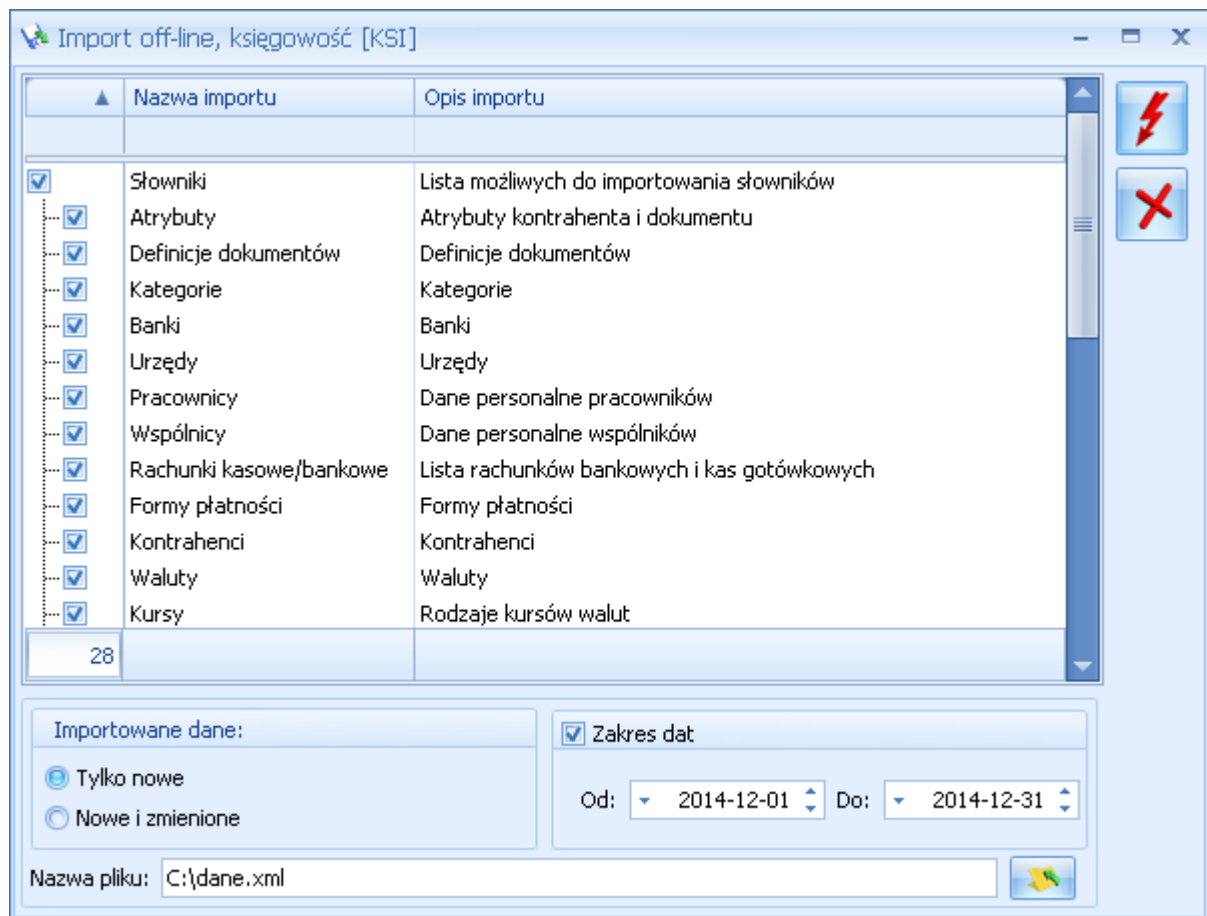 Import off-line, księgowość [KSI]
Nazwa importu Opis importu
Słowniki Lista możliwych do importowania słowników
Atrybuty Atrybuty kontrahenta i dokumentu
Definicje dokumentów Definicje dokumentów
Kategorie Kategorie
Banki Banki
Urzędy Urzędy
Pracownicy Dane personalne pracowników
Wspólnicy Dane personalne wspólników
Rachunki kasowe/bankowe Lista rachunków bankowych i kas gotówkowych
Formy płatności Formy płatności
Kontrahenci Kontrahenci
Waluty Waluty
Kursy Rodzaje kursów walut
28
Importowane dane: Zakres dat
Tylko nowe
Od: 2014-12-01 Do: 2014-12-31
Nowe i zmienione
Nazwa pliku: C:\dane.xml